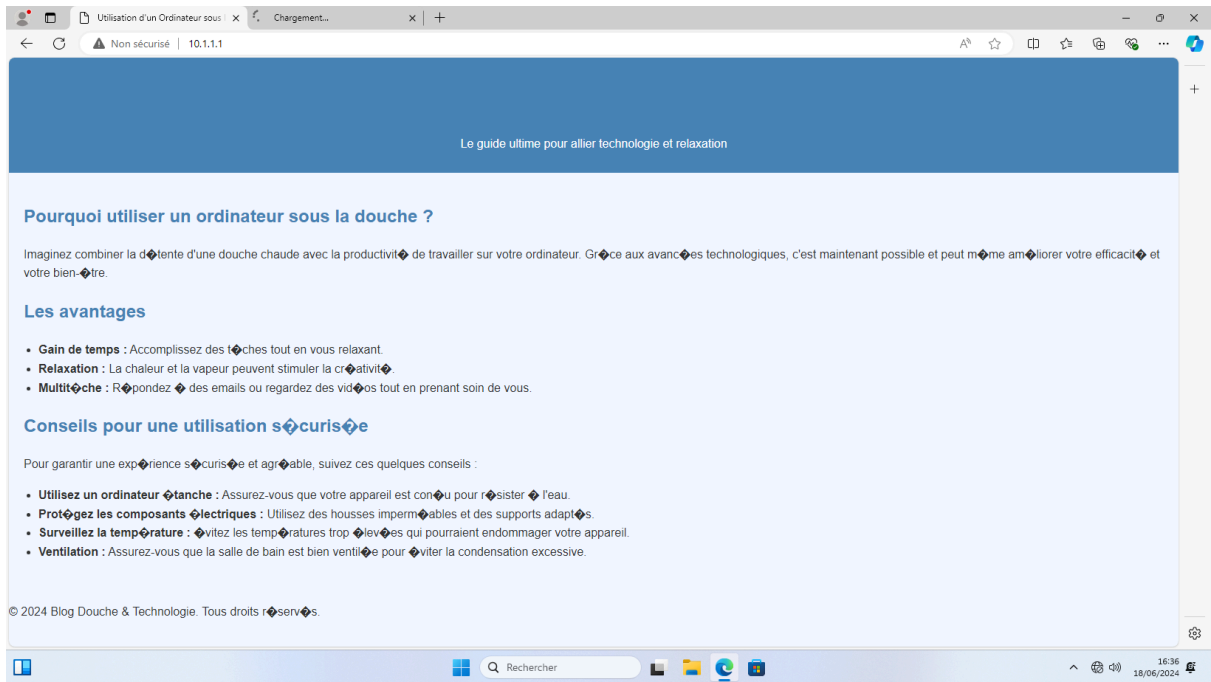 Utilisation d'un Ordinateur sous
Chargement...
Non sécurisé
10.1.1.1
Le guide ultime pour allier technologie et relaxation
Pourquoi utiliser un ordinateur sous la douche ?
Imaginez combiner la d�tente d'une douche chaude avec la productivit� de travailler sur votre ordinateur. Gr�ce aux avanc�es technologiques, c'est maintenant possible et peut m�me am�liorer votre efficacit� et
votre bien-�tre.
Les avantages
• Gain de temps : Accomplissez des t�ches tout en vous relaxant.
• Relaxation : La chaleur et la vapeur peuvent stimuler la cr�ativit�.
• Multit�che : R�pondez � des emails ou regardez des vid�os tout en prenant soin de vous.
Conseils pour une utilisation s�curis�e
Pour garantir une exp�rience s�curis�e et agr�able, suivez ces quelques conseils :
• Utilisez un ordinateur �tanche : Assurez-vous que votre appareil est con�u pour r�sister � l'eau.
• Prot�gez les composants �lectriques : Utilisez des housses imperm�ables et des supports adapt�s.
• Surveillez la temp�rature : �vitez les temp�ratures trop �lev�es qui pourraient endommager votre appareil.
• Ventilation : Assurez-vous que la salle de bain est bien ventil�e pour �viter la condensation excessive.
© 2024 Blog Douche & Technologie. Tous droits r�serv�s.
Rechercher
16:36
18/06/2024